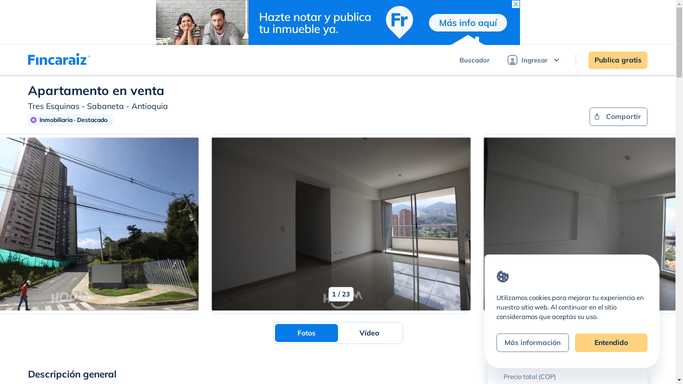 Hazte notar y publica
tu inmueble ya.
Fr
Más info aquí
Fincaraiz
Buscador
Ingresar
Publica gratis
Apartamento en venta
Tres Esquinas - Sabaneta - Antioquia
Inmobiliaria · Destacado
Compartir
1 / 23
Fotos
Vídeo
Utilizamos cookies para mejorar tu experiencia en
nuestro sitio web. Al continuar en el sitio
consideramos que aceptas su uso.
Más información
Entendido
Descripción general
Precio total (COP)